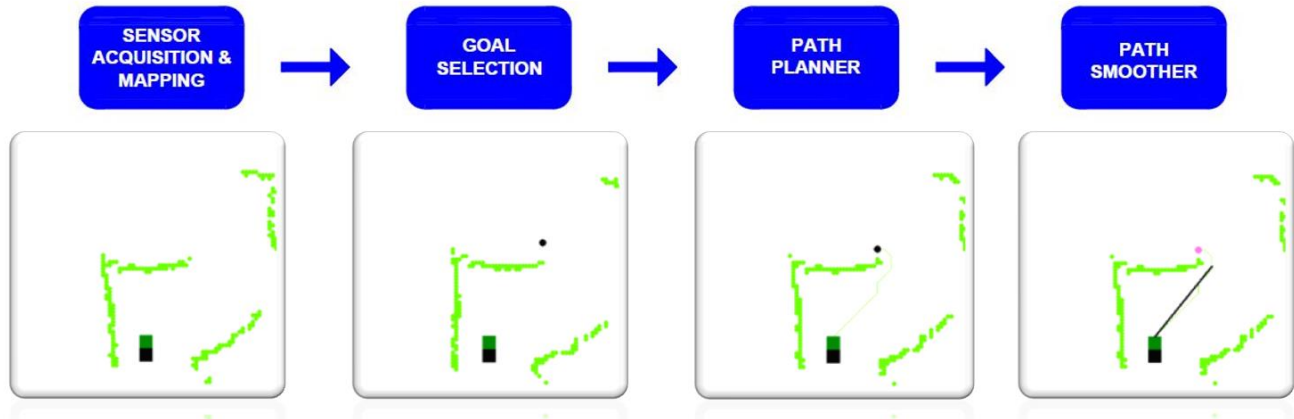 SENSOR
ACQUISITION &
MAPPING
GOAL
SELECTION
PATH
PLANNER
PATH
SMOOTHER